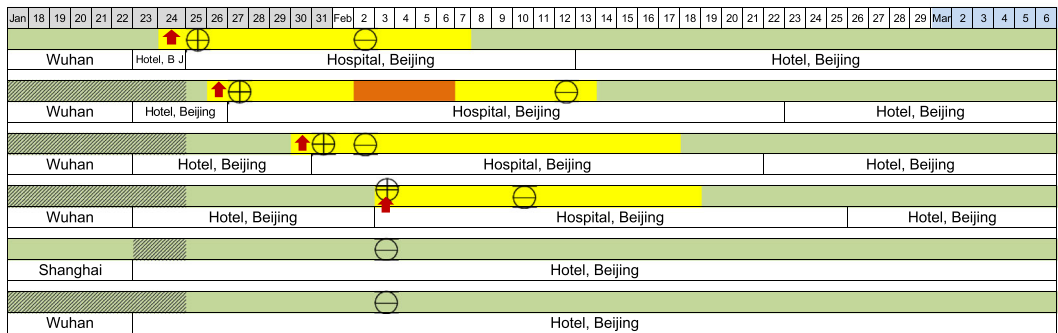 Jan 18 19 20 21 22 23 24 25 26 27 28 29 30 31 Feb 2 3 4 5 6 7 8 9 10 11 12 13 14 15 16 17 18 19 20 21 22 23 24 25 26 27 28 29 Mar 2 3 4 5 6
Wuhan Hotel, B J Hospital, Beijing Hotel, Beijing
Wuhan Hotel, Beijing Hospital, Beijing Hotel, Beijing
Wuhan Hotel, Beijing Hospital, Beijing Hotel, Beijing
Wuhan Hotel, Beijing Hospital, Beijing Hotel, Beijing
Shanghai Hotel, Beijing
Wuhan Hotel, Beijing